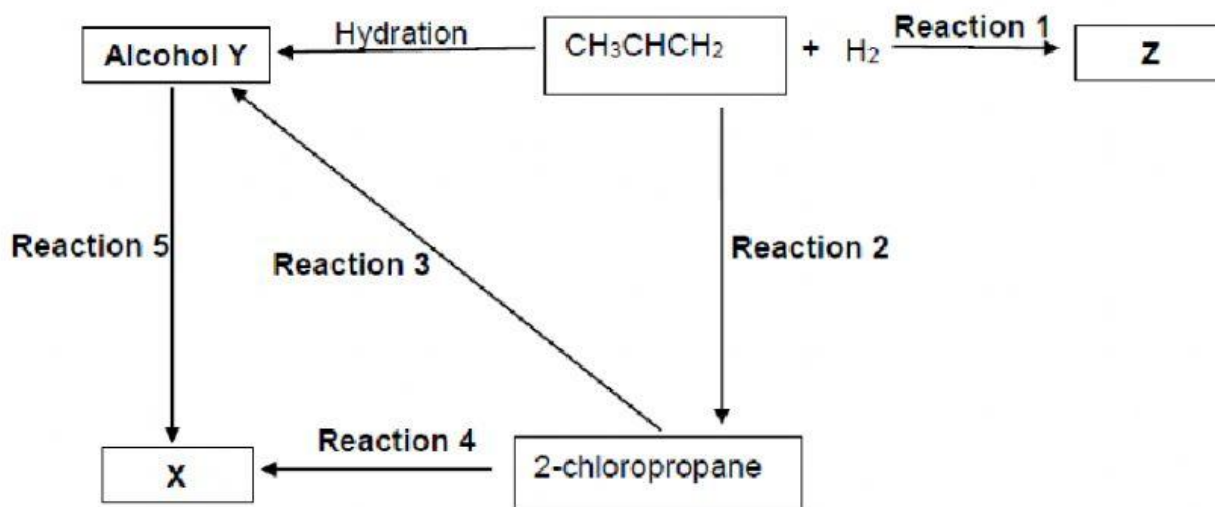 Alcohol Y
Hydration
CH₃CHCH₂ + H₂
Reaction 1
Z
Reaction 5
Reaction 3
Reaction 2
X
Reaction 4
2-chloropropane